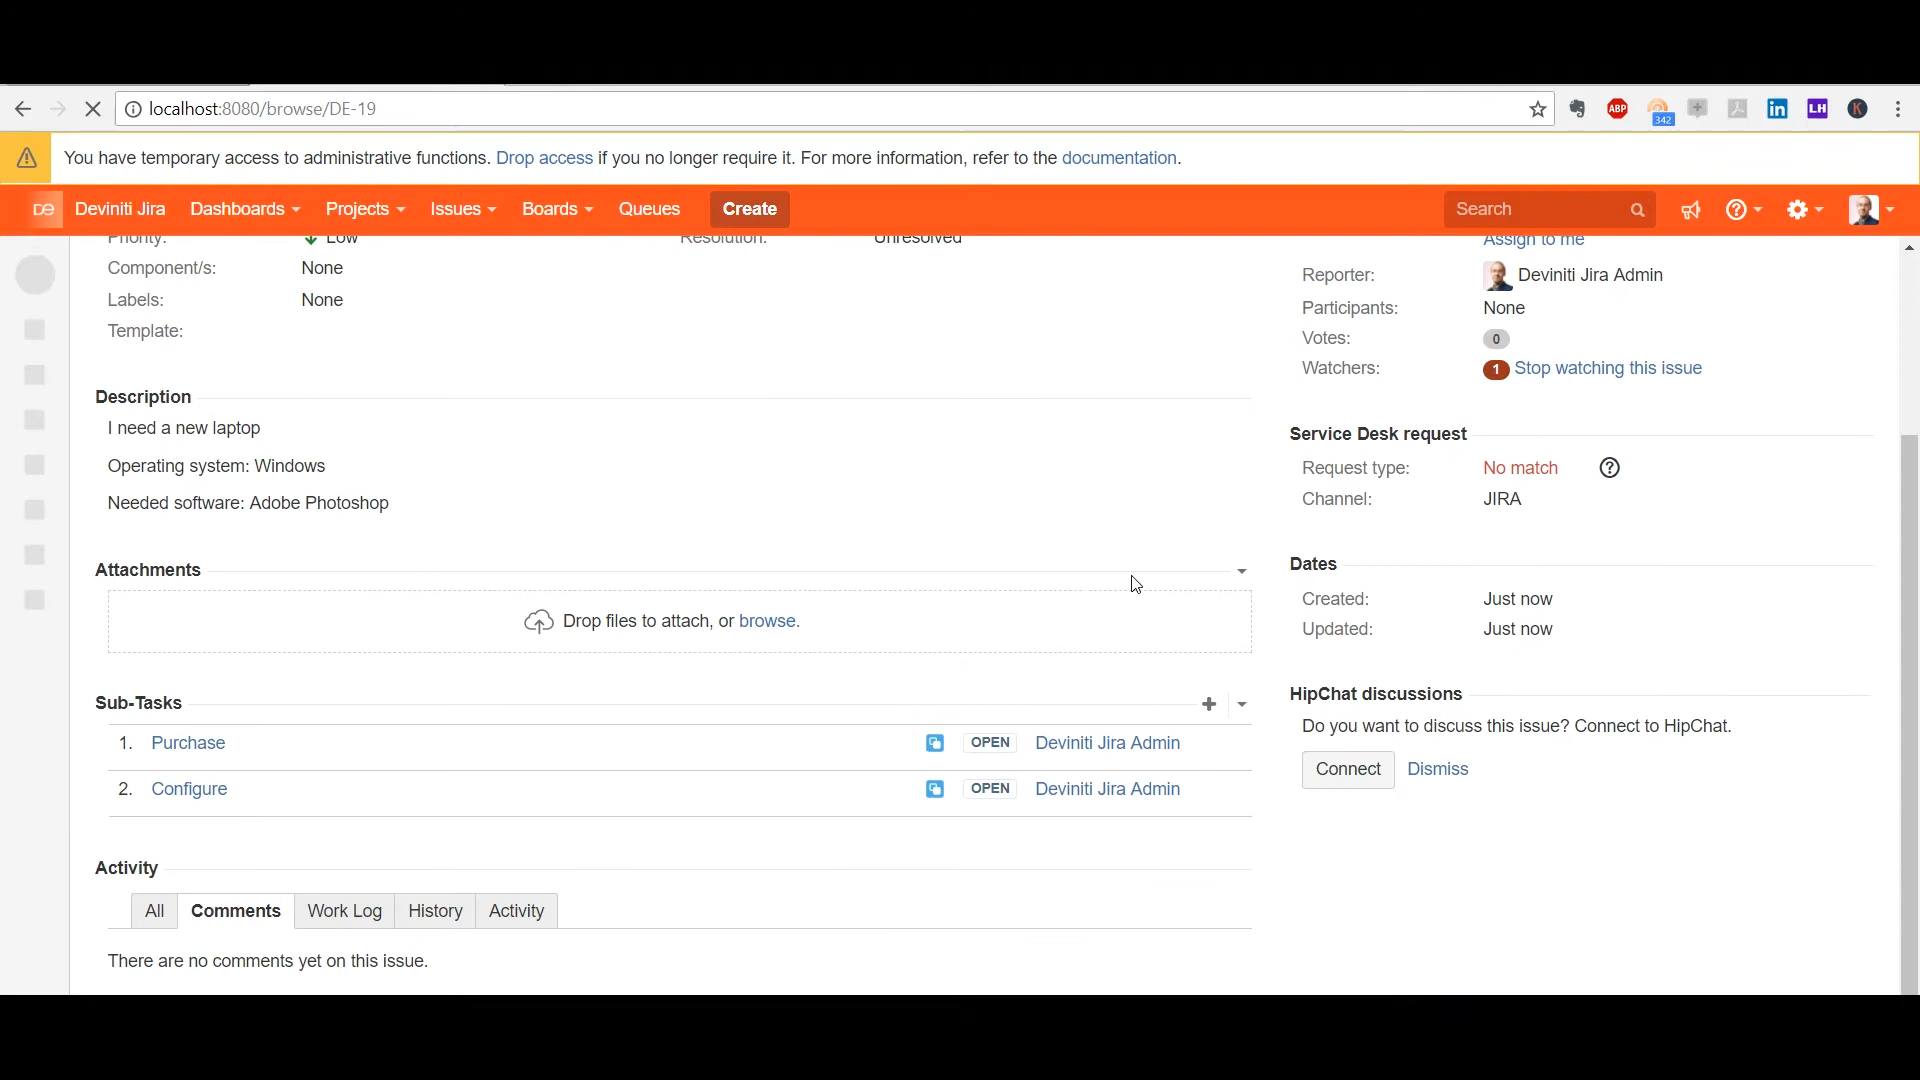 localhost:8080/browse/DE-19
ABP
342
LH
K
You have temporary access to administrative functions. Drop access if you no longer require it. For more information, refer to the documentation.
DE Deviniti Jira Dashboards Projects Issues Boards Queues Create Search
Priority: Low Resolution: Unresolved
Assign to me
Component/s: None
Labels: None
Template:
Reporter: Deviniti Jira Admin
Participants: None
Votes: 0
Watchers: 1 Stop watching this issue
Description
I need a new laptop
Operating system: Windows
Needed software: Adobe Photoshop
Service Desk request
Request type: No match
Channel: JIRA
Attachments
Drop files to attach, or browse.
Dates
Created: Just now
Updated: Just now
Sub-Tasks
1. Purchase OPEN Deviniti Jira Admin
2. Configure OPEN Deviniti Jira Admin
HipChat discussions
Do you want to discuss this issue? Connect to HipChat.
Connect Dismiss
Activity
All Comments Work Log History Activity
There are no comments yet on this issue.